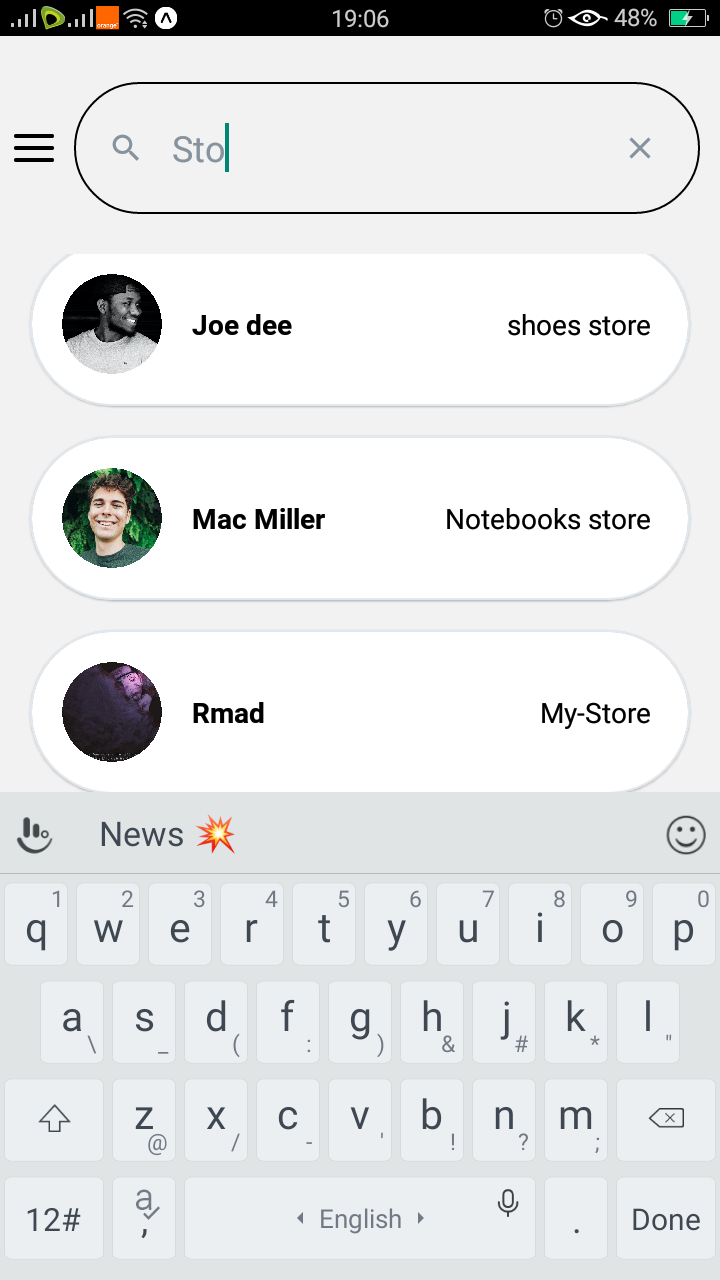 orange 19:06 48%
Sto
Joe dee shoes store
Mac Miller Notebooks store
Rmad My-Store
News 💥
1 2 3 4 5 6 7 8 9 0
q w e r t y u i o p
a s d f g h j k l
\ _ ( : ) & # * "
z x c v b n m
@ / - ' ! ? ;
12# a , English . Done